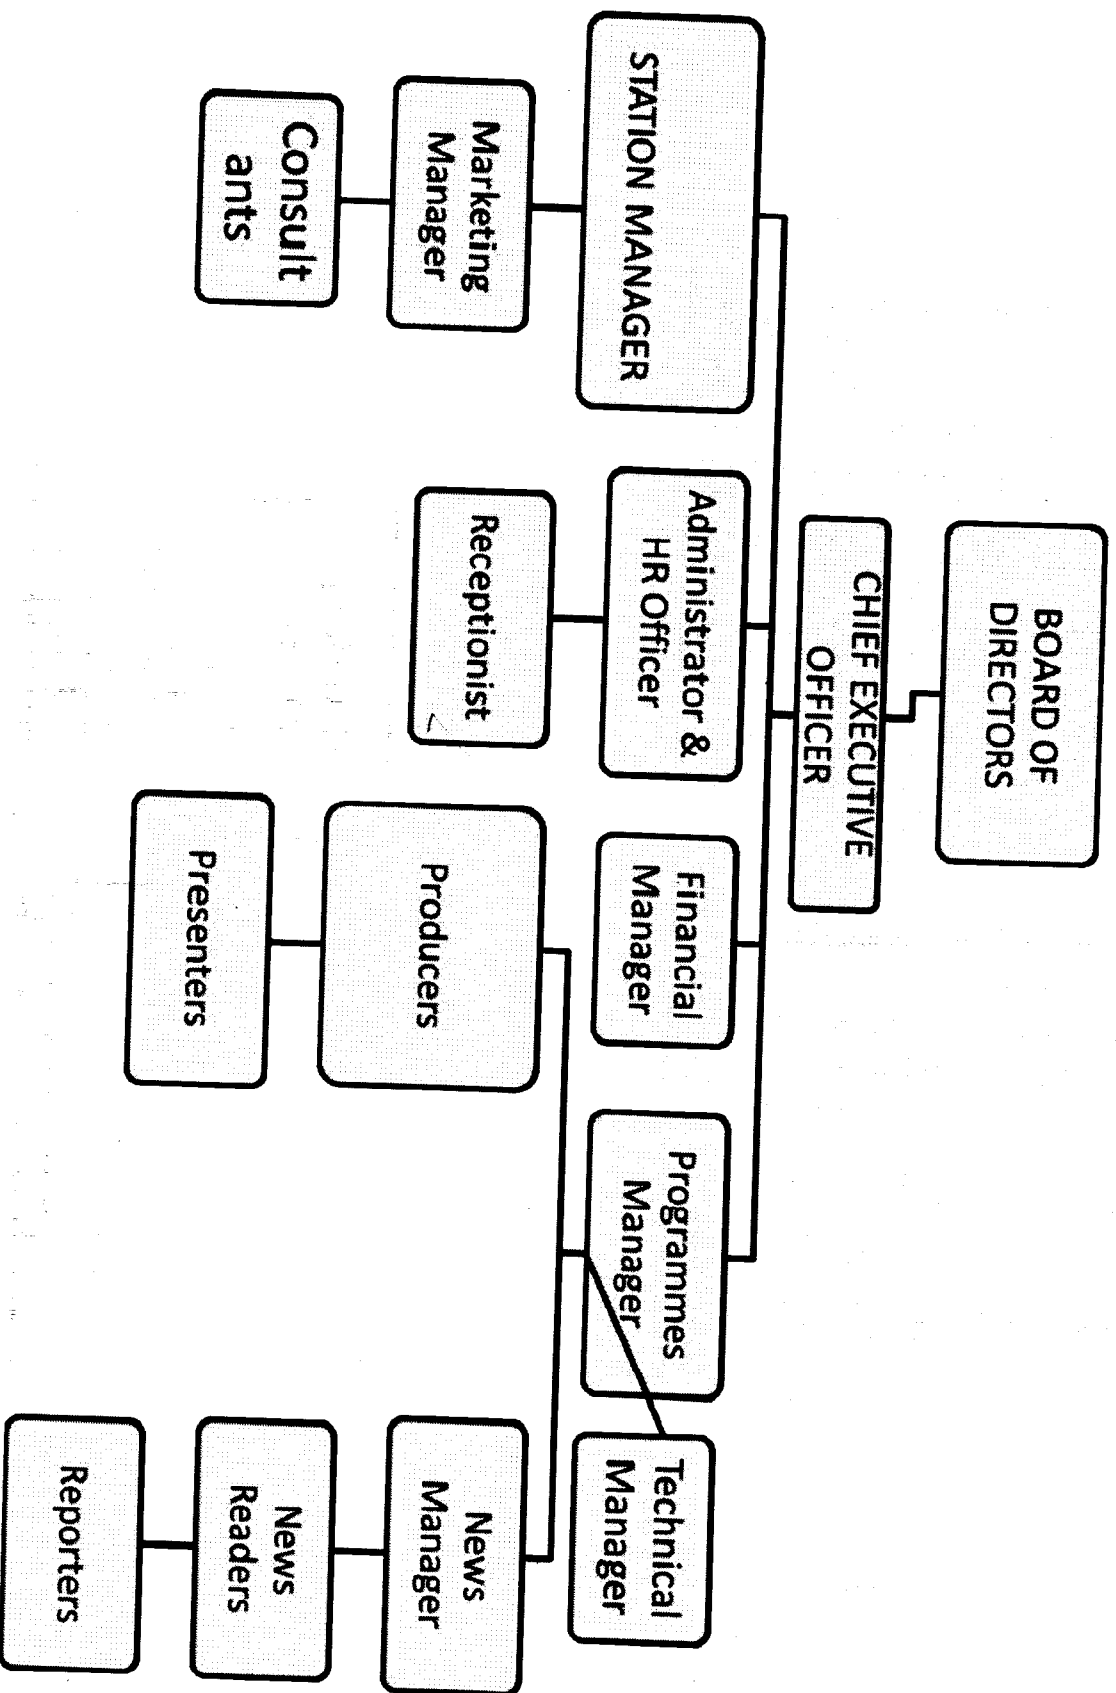 BOARD OF
DIRECTORS
CHIEF EXECUTIVE
OFFICER
STATION MANAGER
Administrator &
HR Officer
Financial
Manager
Programmes
Manager
Technical
Manager
Marketing
Manager
Receptionist
Producers
News
Manager
Consult
ants
Presenters
News
Readers
Reporters